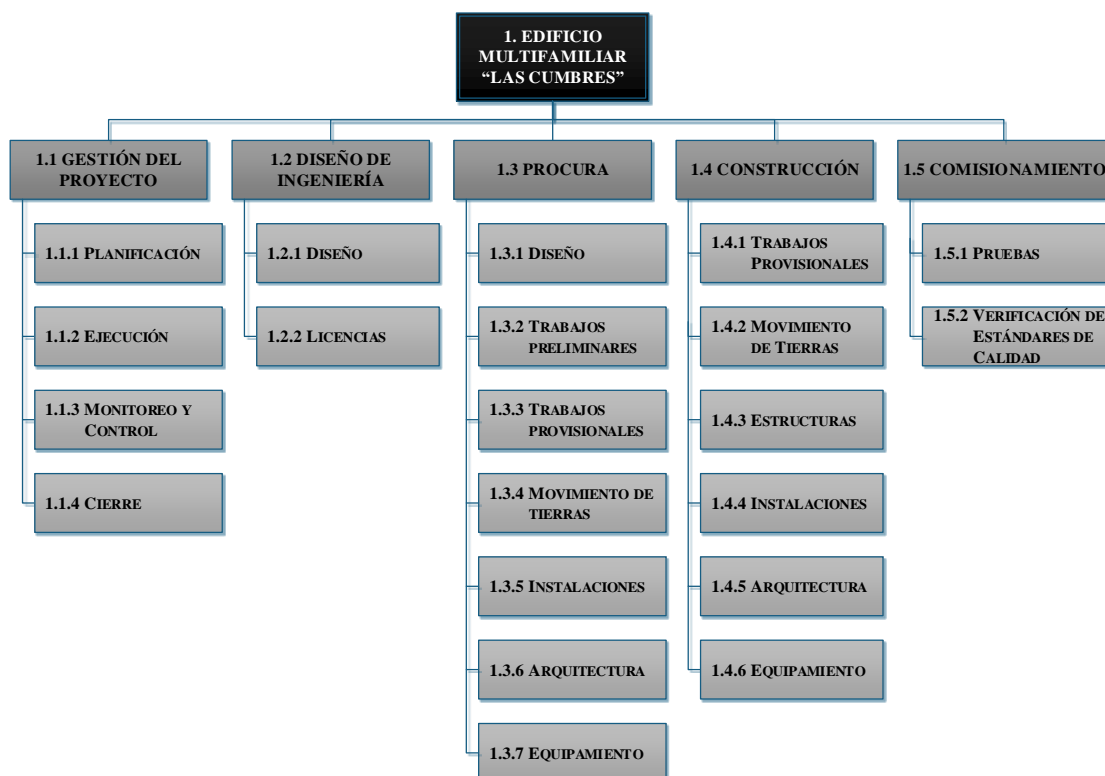 1. EDIFICIO
MULTIFAMILIAR
“LAS CUMBRES”
1.1 GESTIÓN DEL
PROYECTO
1.1.1 PLANIFICACIÓN
1.1.2 EJECUCIÓN
1.1.3 MONITOREO Y
CONTROL
1.1.4 CIERRE
1.2 DISEÑO DE
INGENIERÍA
1.2.1 DISEÑO
1.2.2 LICENCIAS
1.3 PROCURA
1.3.1 DISEÑO
1.3.2 TRABAJOS
PRELIMINARES
1.3.3 TRABAJOS
PROVISIONALES
1.3.4 MOVIMIENTO DE
TIERRAS
1.3.5 INSTALACIONES
1.3.6 ARQUITECTURA
1.3.7 EQUIPAMIENTO
1.4 CONSTRUCCIÓN
1.4.1 TRABAJOS
PROVISIONALES
1.4.2 MOVIMIENTO
DE TIERRAS
1.4.3 ESTRUCTURAS
1.4.4 INSTALACIONES
1.4.5 ARQUITECTURA
1.4.6 EQUIPAMIENTO
1.5 COMISIONAMIENTO
1.5.1 PRUEBAS
1.5.2 VERIFICACIÓN DE
ESTÁNDARES DE
CALIDAD